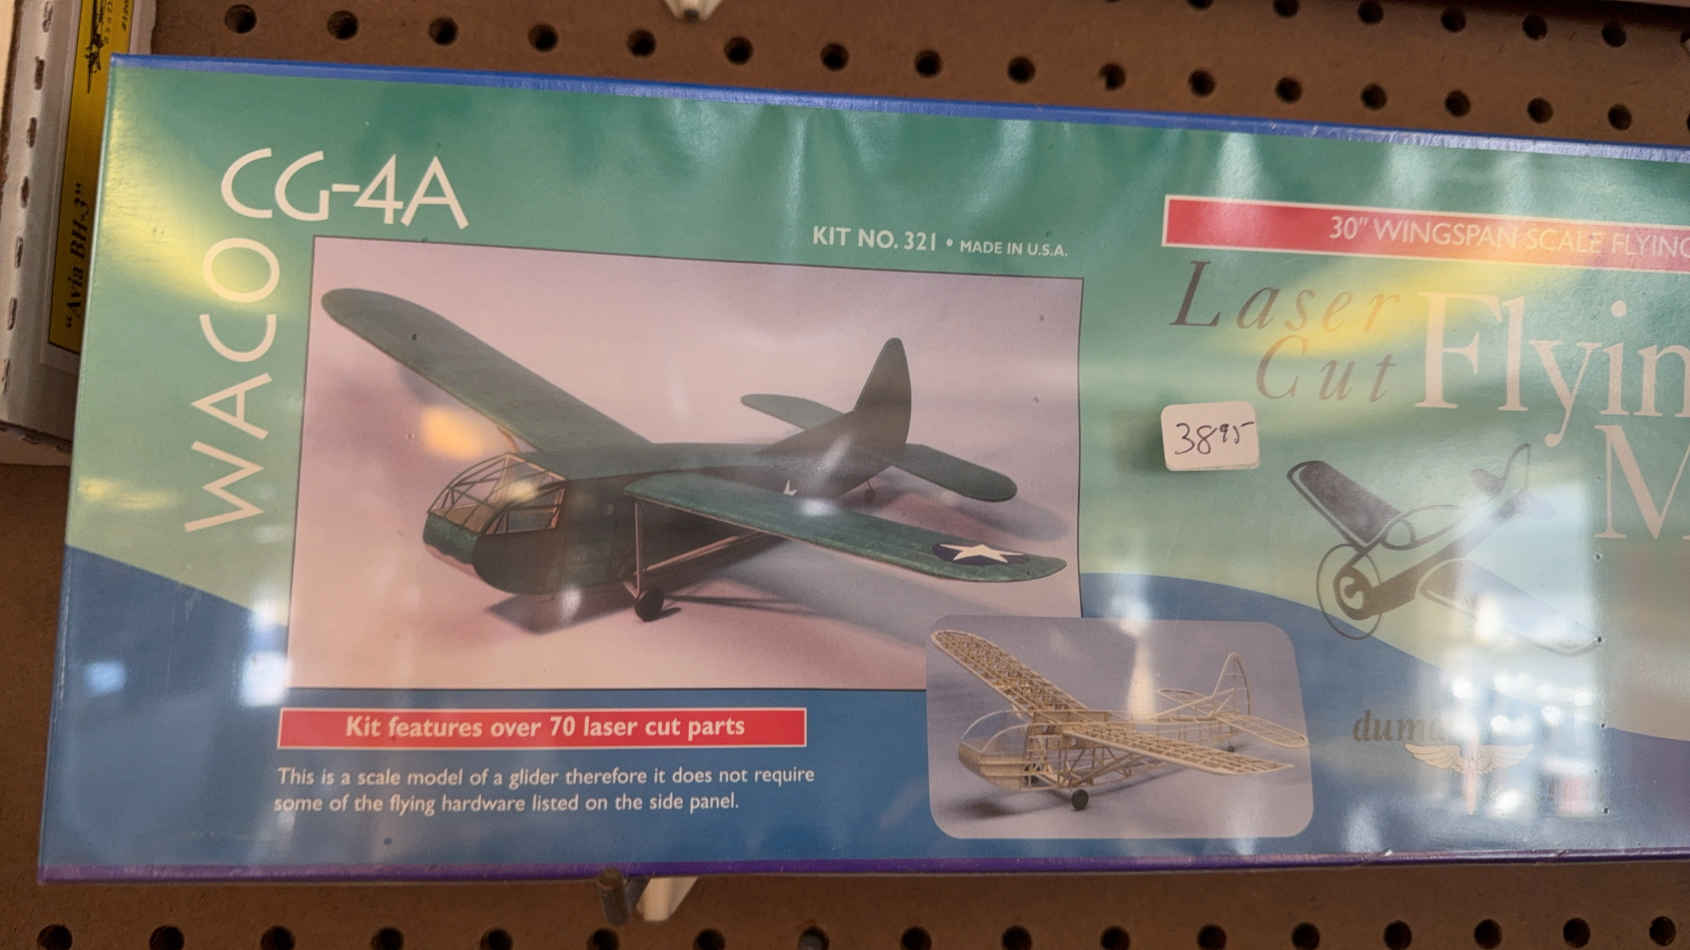 "Avia BH-3"
WACO CG-4A
KIT NO. 321 • MADE IN U.S.A.
30" WINGSPAN SCALE FLYING
Laser
Cut
Flyin
M
38 95
Kit features over 70 laser cut parts
This is a scale model of a glider therefore it does not require
some of the flying hardware listed on the side panel.